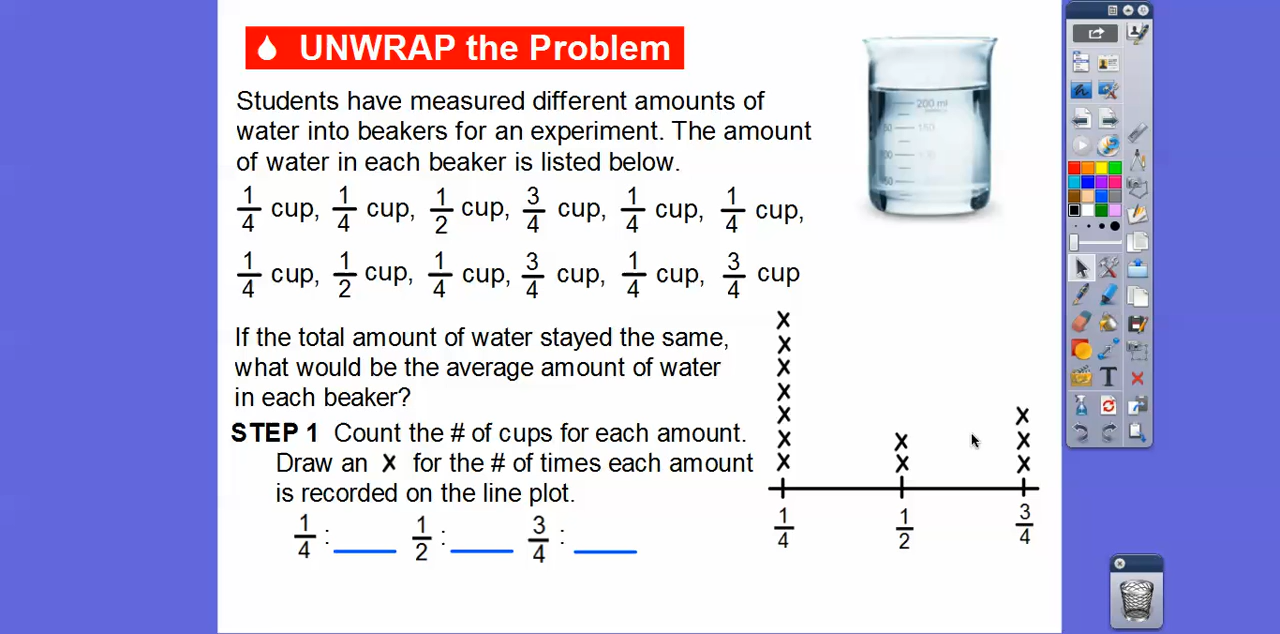 UNWRAP the Problem
Students have measured different amounts of
water into beakers for an experiment. The amount
of water in each beaker is listed below.
1/4 cup, 1/4 cup, 1/2 cup, 3/4 cup, 1/4 cup, 1/4 cup,
1/4 cup, 1/2 cup, 1/4 cup, 3/4 cup, 1/4 cup, 3/4 cup
If the total amount of water stayed the same,
what would be the average amount of water
in each beaker?
STEP 1 Count the # of cups for each amount.
Draw an x for the # of times each amount
is recorded on the line plot.
1/4 : ____ 1/2 : ____ 3/4 : ____
200 ml
150
x
x
x
x
x
x x
x x x
x x x
1/4 1/2 3/4
T